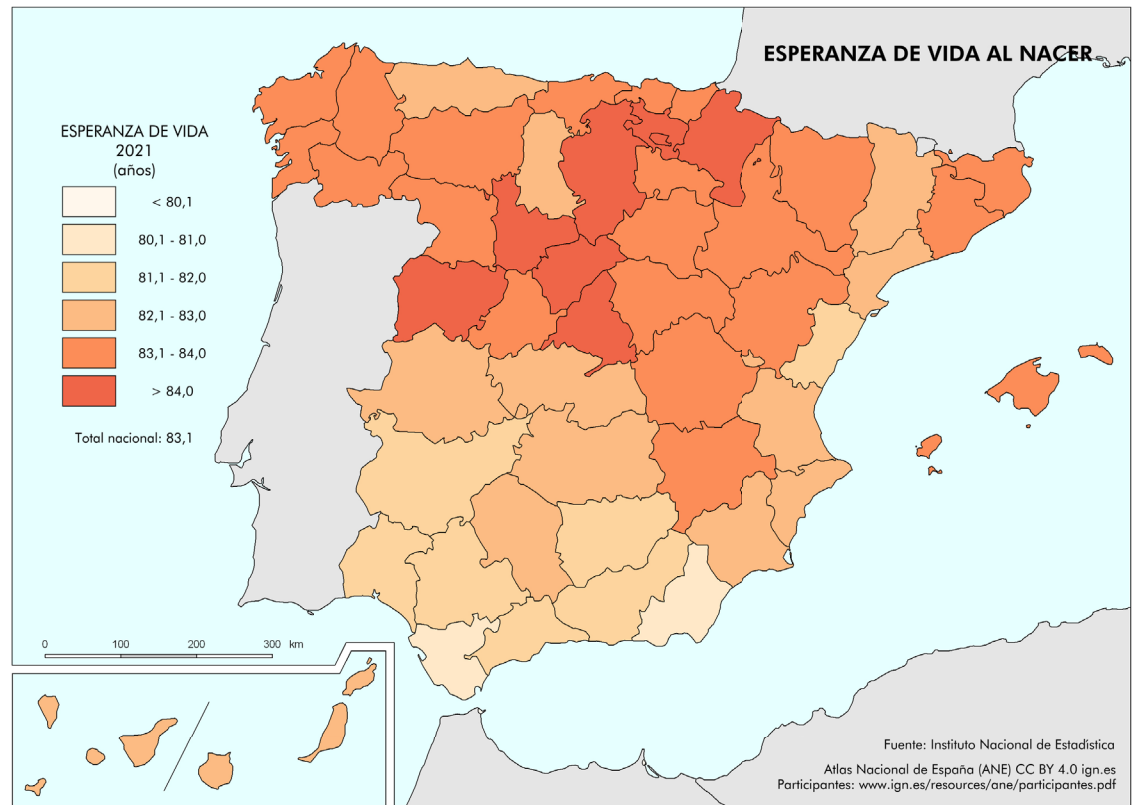 ESPERANZA DE VIDA AL NACER
ESPERANZA DE VIDA
2021
(años)
< 80,1
80,1 - 81,0
81,1 - 82,0
82,1 - 83,0
83,1 - 84,0
> 84,0
Total nacional: 83,1
0 100 200 300 km
Fuente: Instituto Nacional de Estadística
Atlas Nacional de España (ANE) CC BY 4.0 ign.es
Participantes: www.ign.es/resources/ane/participantes.pdf